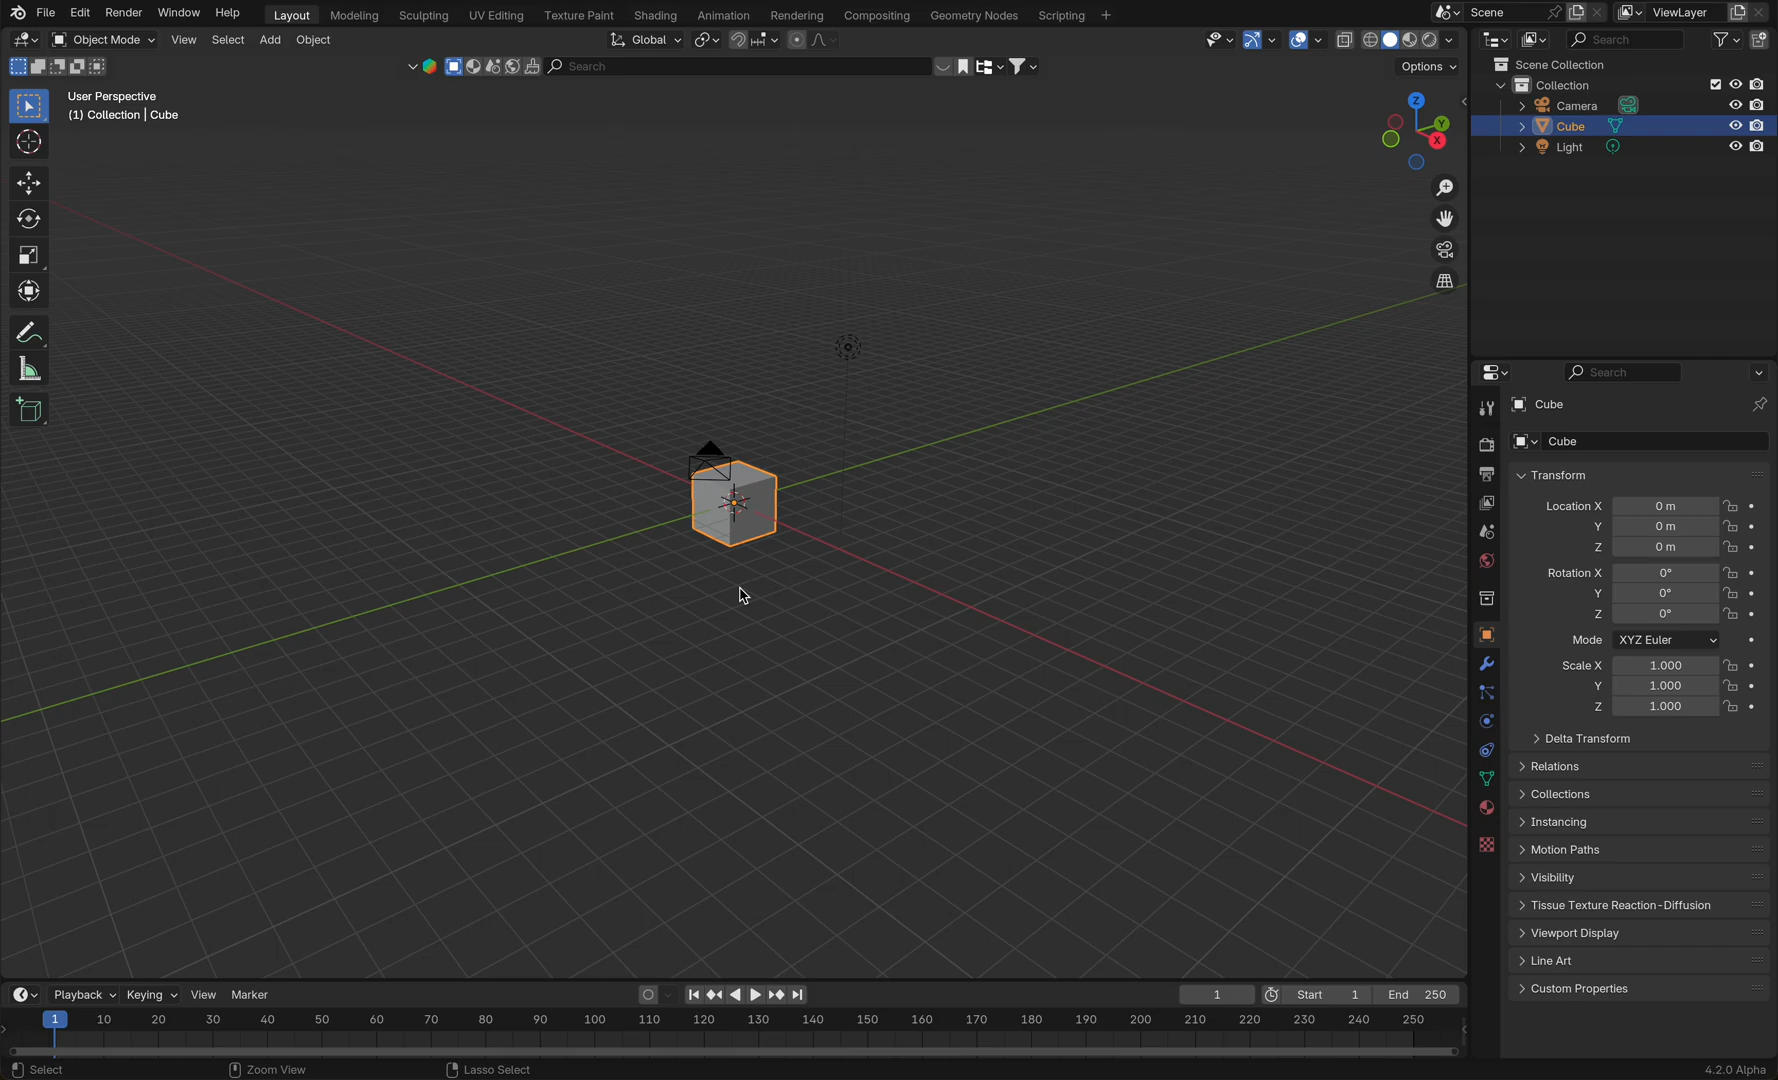 File Edit Render Window Help Layout Modeling Sculpting UV Editing Texture Paint Shading Animation Rendering Compositing Geometry Nodes Scripting + Scene ViewLayer
Object Mode View Select Add Object Global Search
Search Options
User Perspective
(1) Collection | Cube
Z
Y
X
Scene Collection
Collection
Camera
Cube
Light
Search
Cube
Cube
Transform
Location X 0 m
Y 0 m
Z 0 m
Rotation X 0°
Y 0°
Z 0°
Mode XYZ Euler
Scale X 1.000
Y 1.000
Z 1.000
Delta Transform
Relations
Collections
Instancing
Motion Paths
Visibility
Tissue Texture Reaction-Diffusion
Viewport Display
Line Art
Custom Properties
Playback Keying View Marker 1 Start 1 End 250
1 10 20 30 40 50 60 70 80 90 100 110 120 130 140 150 160 170 180 190 200 210 220 230 240 250
Select Zoom View Lasso Select 4.2.0 Alpha